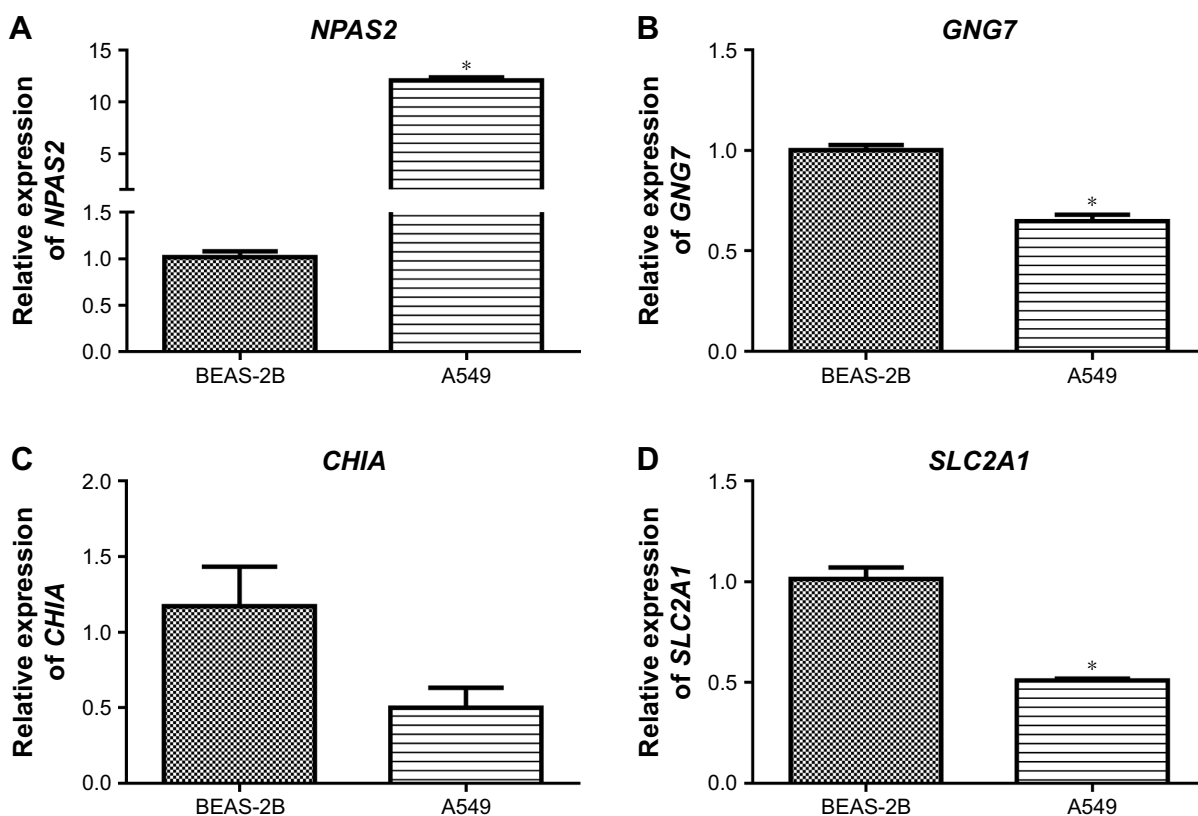 A
NPAS2
Relative expression
of NPAS2
15
10
5
1.5
1.0
0.5
0.0
*
BEAS-2B
A549
B
GNG7
Relative expression
of GNG7
1.5
1.0
0.5
0.0
*
BEAS-2B
A549
C
CHIA
Relative expression
of CHIA
2.0
1.5
1.0
0.5
0.0
BEAS-2B
A549
D
SLC2A1
Relative expression
of SLC2A1
1.5
1.0
0.5
0.0
*
BEAS-2B
A549